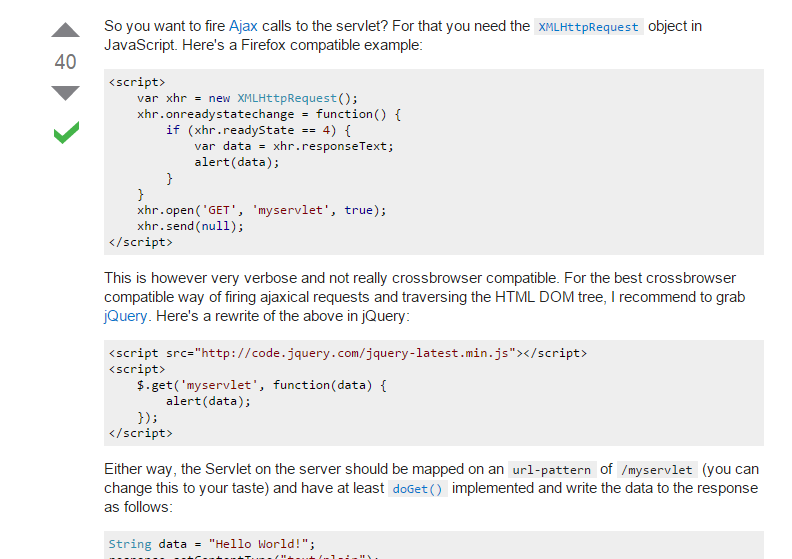 So you want to fire Ajax calls to the servlet? For that you need the XMLHttpRequest object in
JavaScript. Here's a Firefox compatible example:
40
<script>
    var xhr = new XMLHttpRequest();
    xhr.onreadystatechange = function() {
        if (xhr.readyState == 4) {
            var data = xhr.responseText;
            alert(data);
        }
    }
    xhr.open('GET', 'myservlet', true);
    xhr.send(null);
</script>
This is however very verbose and not really crossbrowser compatible. For the best crossbrowser
compatible way of firing ajaxical requests and traversing the HTML DOM tree, I recommend to grab
jQuery. Here's a rewrite of the above in jQuery:
<script src="http://code.jquery.com/jquery-latest.min.js"></script>
<script>
    $.get('myservlet', function(data) {
        alert(data);
    });
</script>
Either way, the Servlet on the server should be mapped on an url-pattern of /myservlet (you can
change this to your taste) and have at least doGet() implemented and write the data to the response
as follows:
String data = "Hello World!";